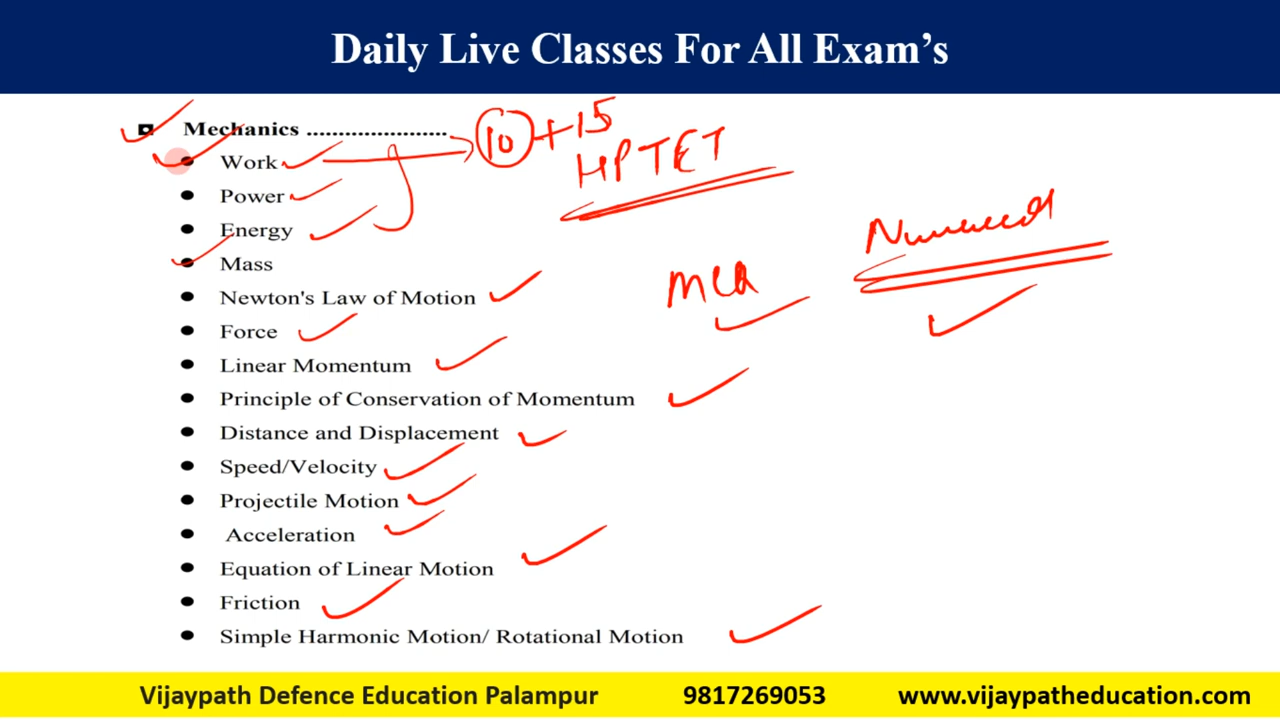 Daily Live Classes For All Exam's
Mechanics .......................
10 + 15
HPTET
Work
Power
Energy
Mass
Newton's Law of Motion
MCQ
Force
Linear Momentum
Principle of Conservation of Momentum
Distance and Displacement
Speed/Velocity
Projectile Motion
Acceleration
Equation of Linear Motion
Friction
Simple Harmonic Motion/ Rotational Motion
Vijaypath Defence Education Palampur 9817269053 www.vijaypatheducation.com